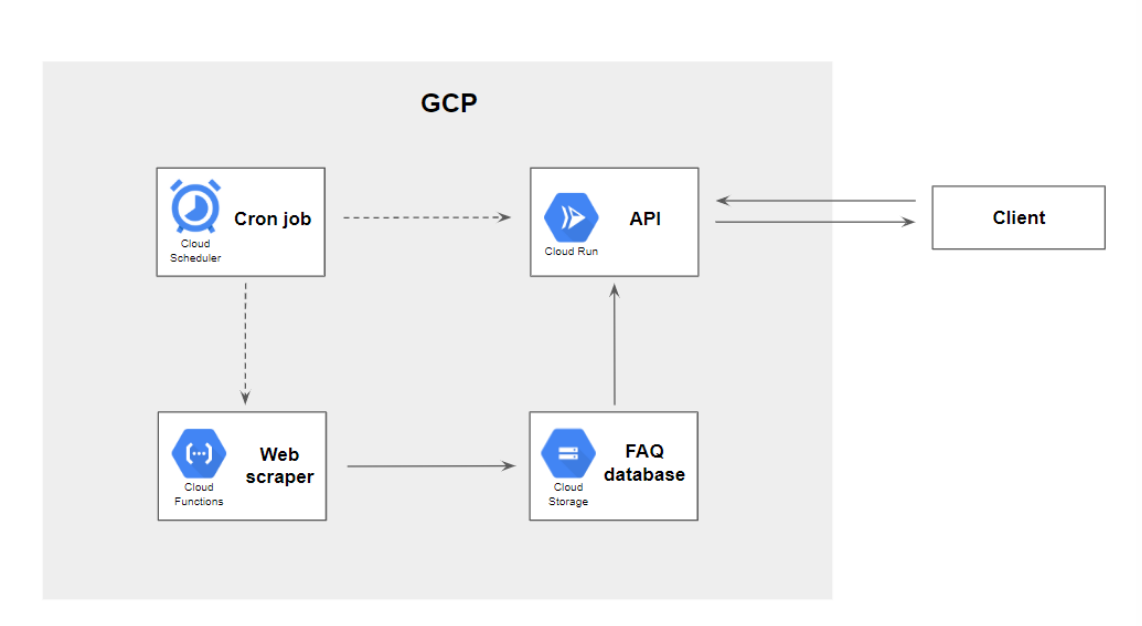 GCP
Cron job
Cloud
Scheduler
API
Cloud Run
Client
Web
scraper
Cloud
Functions
FAQ
database
Cloud
Storage